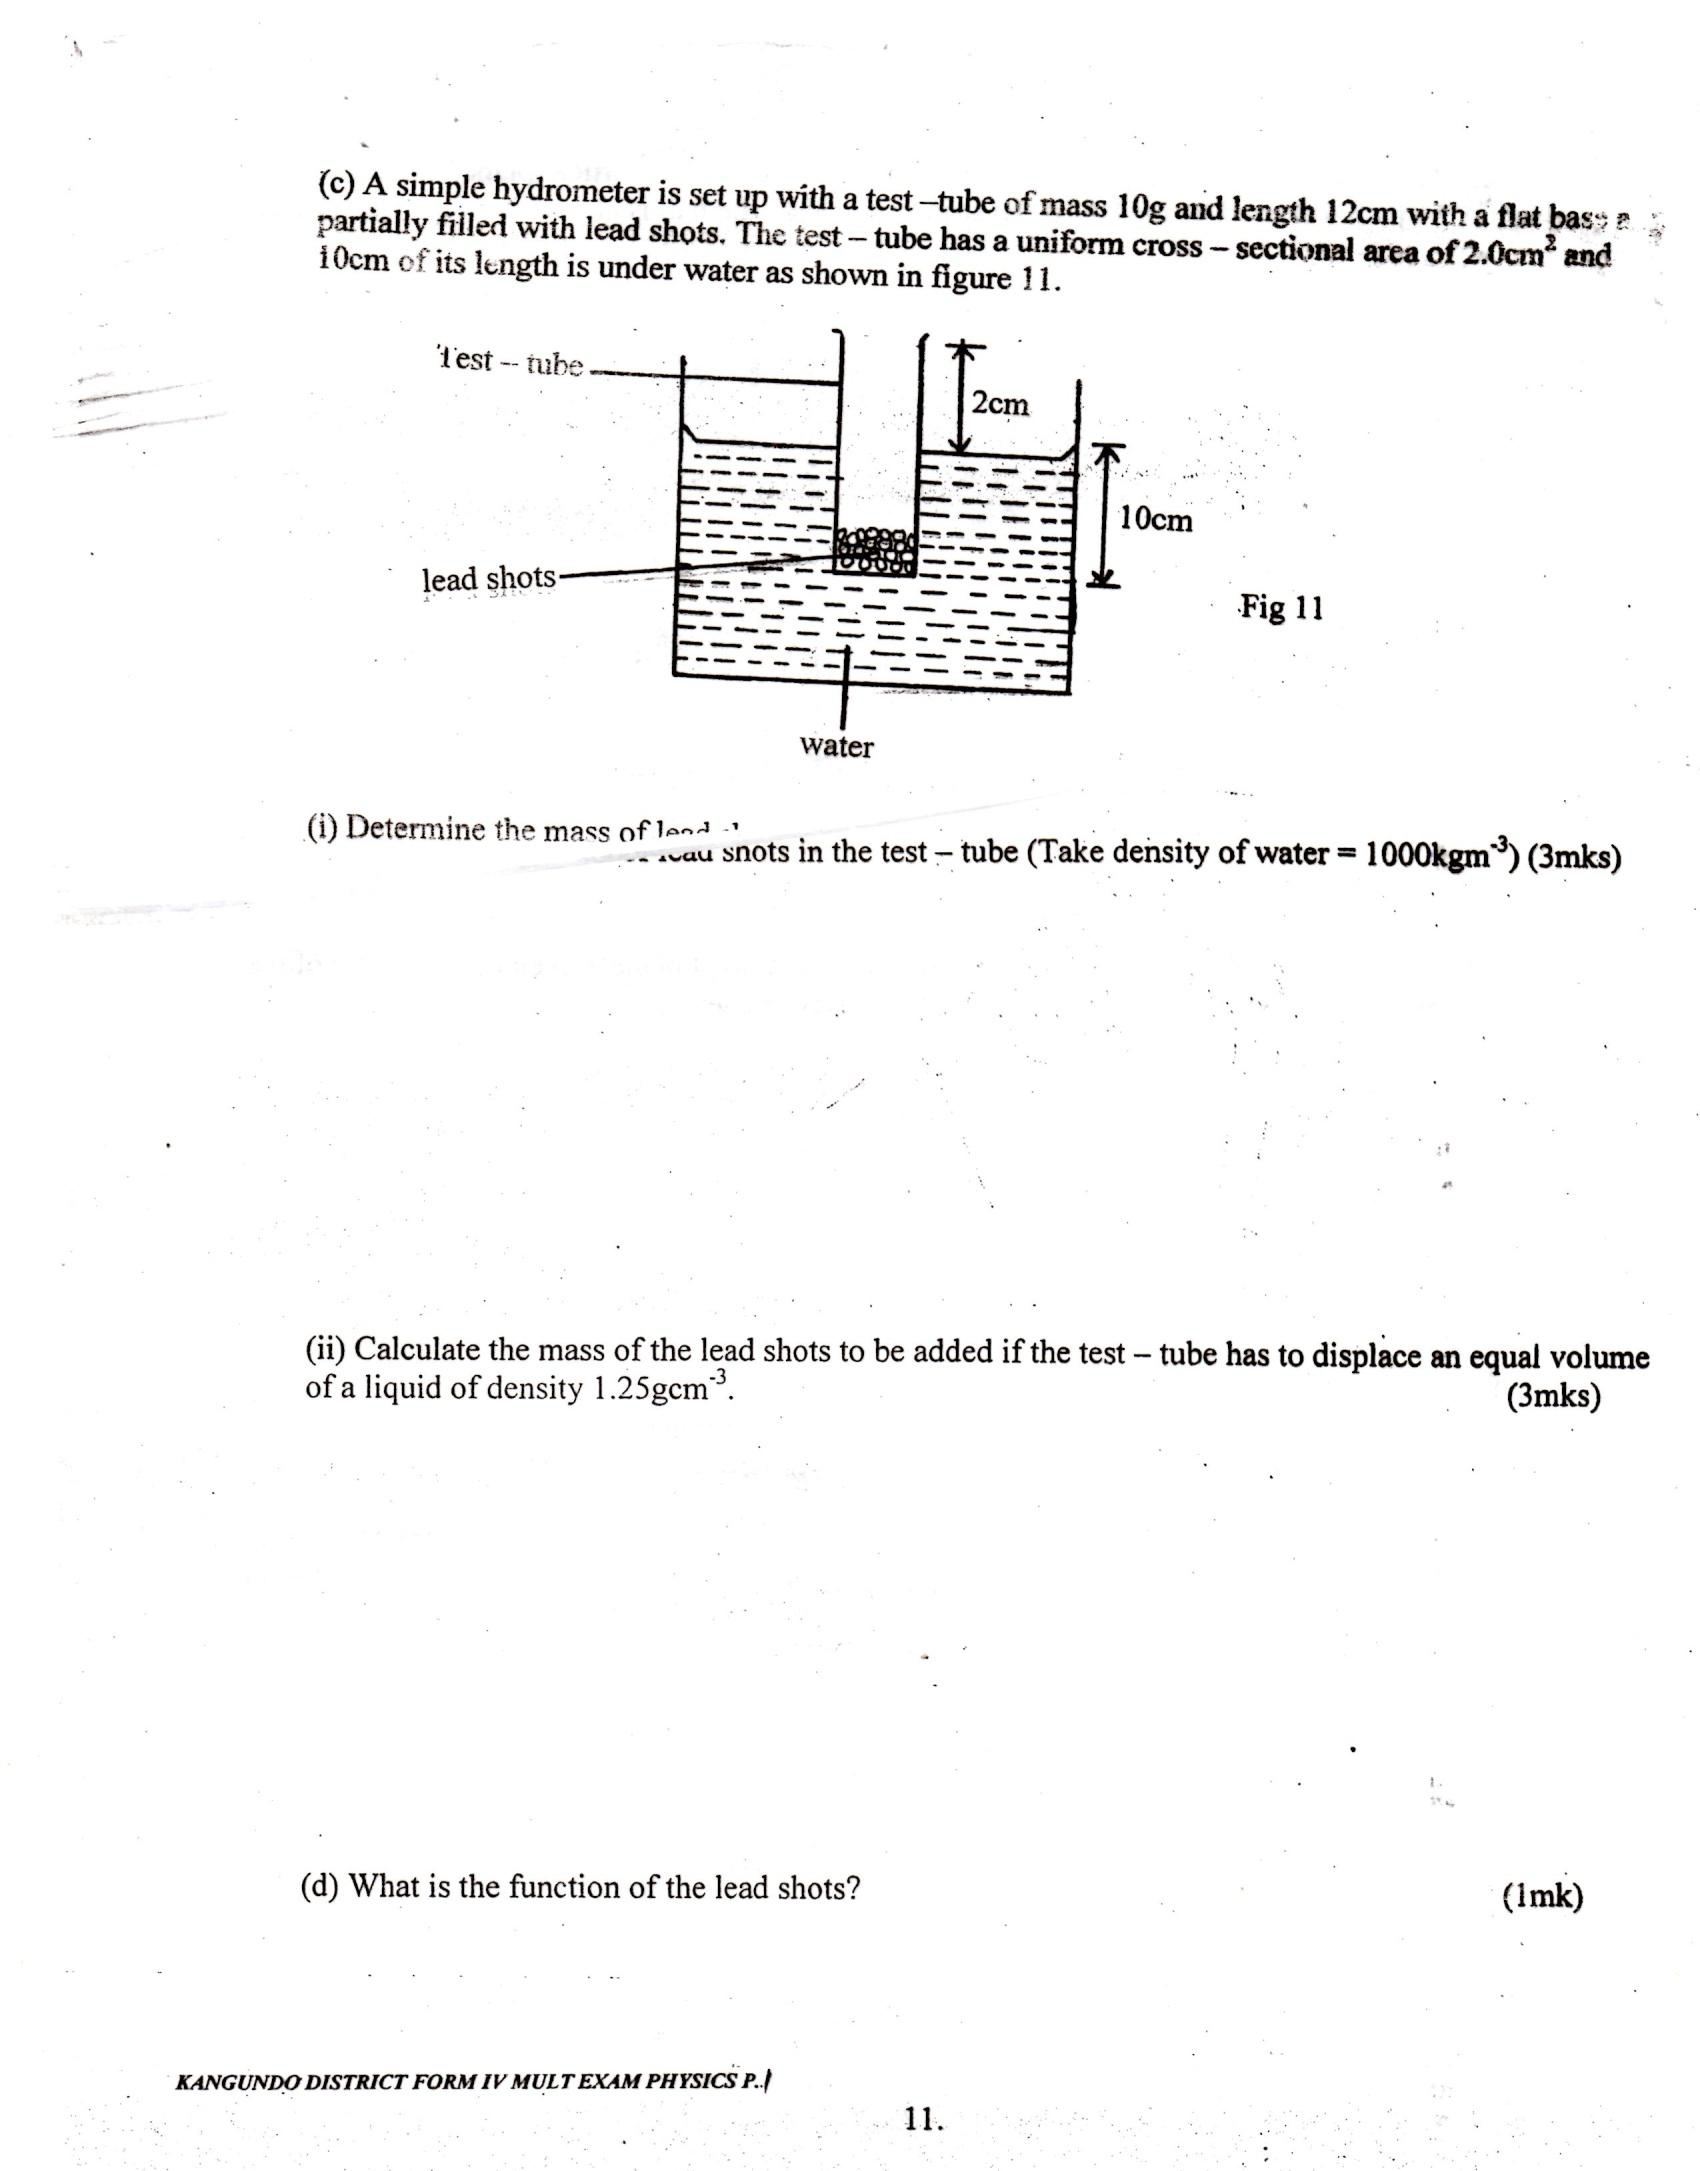 (c) A simple hydrometer is set up with a test –tube of mass 10g and length 12cm with a flat base
partially filled with lead shots. The test – tube has a uniform cross – sectional area of 2.0cm² and
10cm of its length is under water as shown in figure 11.
Test – tube
2cm
10cm
lead shots
Fig 11
water
(i) Determine the mass of lead
shots in the test – tube (Take density of water = 1000kgm⁻³) (3mks)
(ii) Calculate the mass of the lead shots to be added if the test – tube has to displace an equal volume
of a liquid of density 1.25gcm⁻³. (3mks)
(d) What is the function of the lead shots? (1mk)
KANGUNDO DISTRICT FORM IV MULT EXAM PHYSICS P.
11.